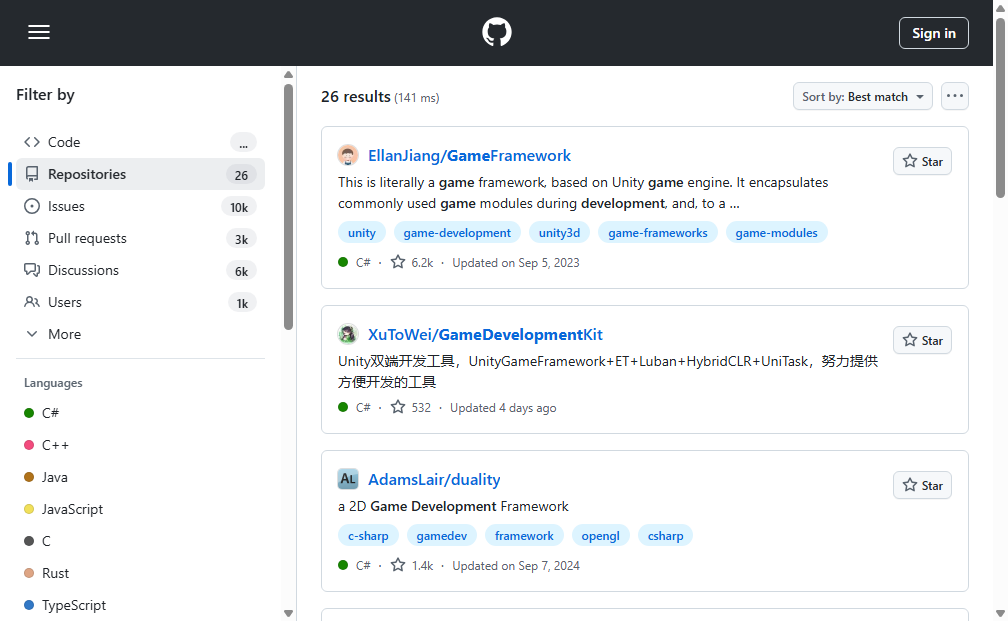 Sign in
Filter by
Code
...
Repositories
26
Issues
10k
Pull requests
3k
Discussions
6k
Users
1k
More
Languages
C#
C++
Java
JavaScript
C
Rust
TypeScript
26 results (141 ms)
Sort by: Best match
EllanJiang/GameFramework
Star
This is literally a game framework, based on Unity game engine. It encapsulates
commonly used game modules during development, and, to a ...
unity game-development unity3d game-frameworks game-modules
C# · 6.2k · Updated on Sep 5, 2023
XuToWei/GameDevelopmentKit
Star
Unity双端开发工具，UnityGameFramework+ET+Luban+HybridCLR+UniTask，努力提供
方便开发的工具
C# · 532 · Updated 4 days ago
AL
AdamsLair/duality
Star
a 2D Game Development Framework
c-sharp gamedev framework opengl csharp
C# · 1.4k · Updated on Sep 7, 2024